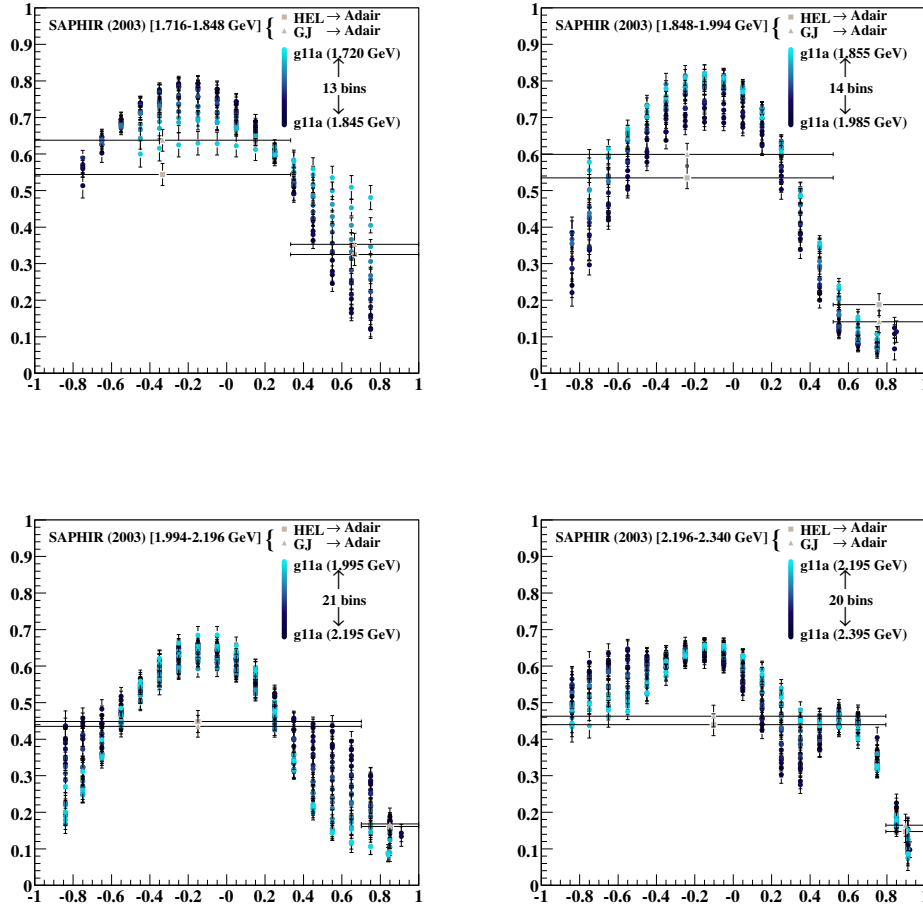 SAPHIR (2003) [1.716-1.848 GeV] { HEL → Adair
GJ → Adair
g11a (1.720 GeV)
13 bins
g11a (1.845 GeV)
1
0.9
0.8
0.7
0.6
0.5
0.4
0.3
0.2
0.1
0
-1 -0.8 -0.6 -0.4 -0.2 -0 0.2 0.4 0.6 0.8 1
SAPHIR (2003) [1.848-1.994 GeV] { HEL → Adair
GJ → Adair
g11a (1.855 GeV)
14 bins
g11a (1.985 GeV)
1
0.9
0.8
0.7
0.6
0.5
0.4
0.3
0.2
0.1
0
-1 -0.8 -0.6 -0.4 -0.2 -0 0.2 0.4 0.6 0.8 1
SAPHIR (2003) [1.994-2.196 GeV] { HEL → Adair
GJ → Adair
g11a (1.995 GeV)
21 bins
g11a (2.195 GeV)
1
0.9
0.8
0.7
0.6
0.5
0.4
0.3
0.2
0.1
0
-1 -0.8 -0.6 -0.4 -0.2 -0 0.2 0.4 0.6 0.8 1
SAPHIR (2003) [2.196-2.340 GeV] { HEL → Adair
GJ → Adair
g11a (2.195 GeV)
20 bins
g11a (2.395 GeV)
1
0.9
0.8
0.7
0.6
0.5
0.4
0.3
0.2
0.1
0
-1 -0.8 -0.6 -0.4 -0.2 -0 0.2 0.4 0.6 0.8 1